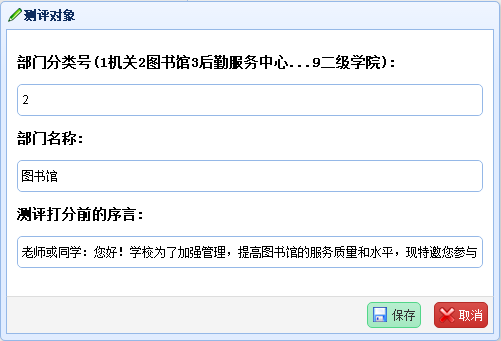 测评对象
部门分类号(1机关2图书馆3后勤服务中心...9二级学院):
2
部门名称:
图书馆
测评打分前的序言:
老师或同学：您好！学校为了加强管理，提高图书馆的服务质量和水平，现特邀您参与
保存 取消